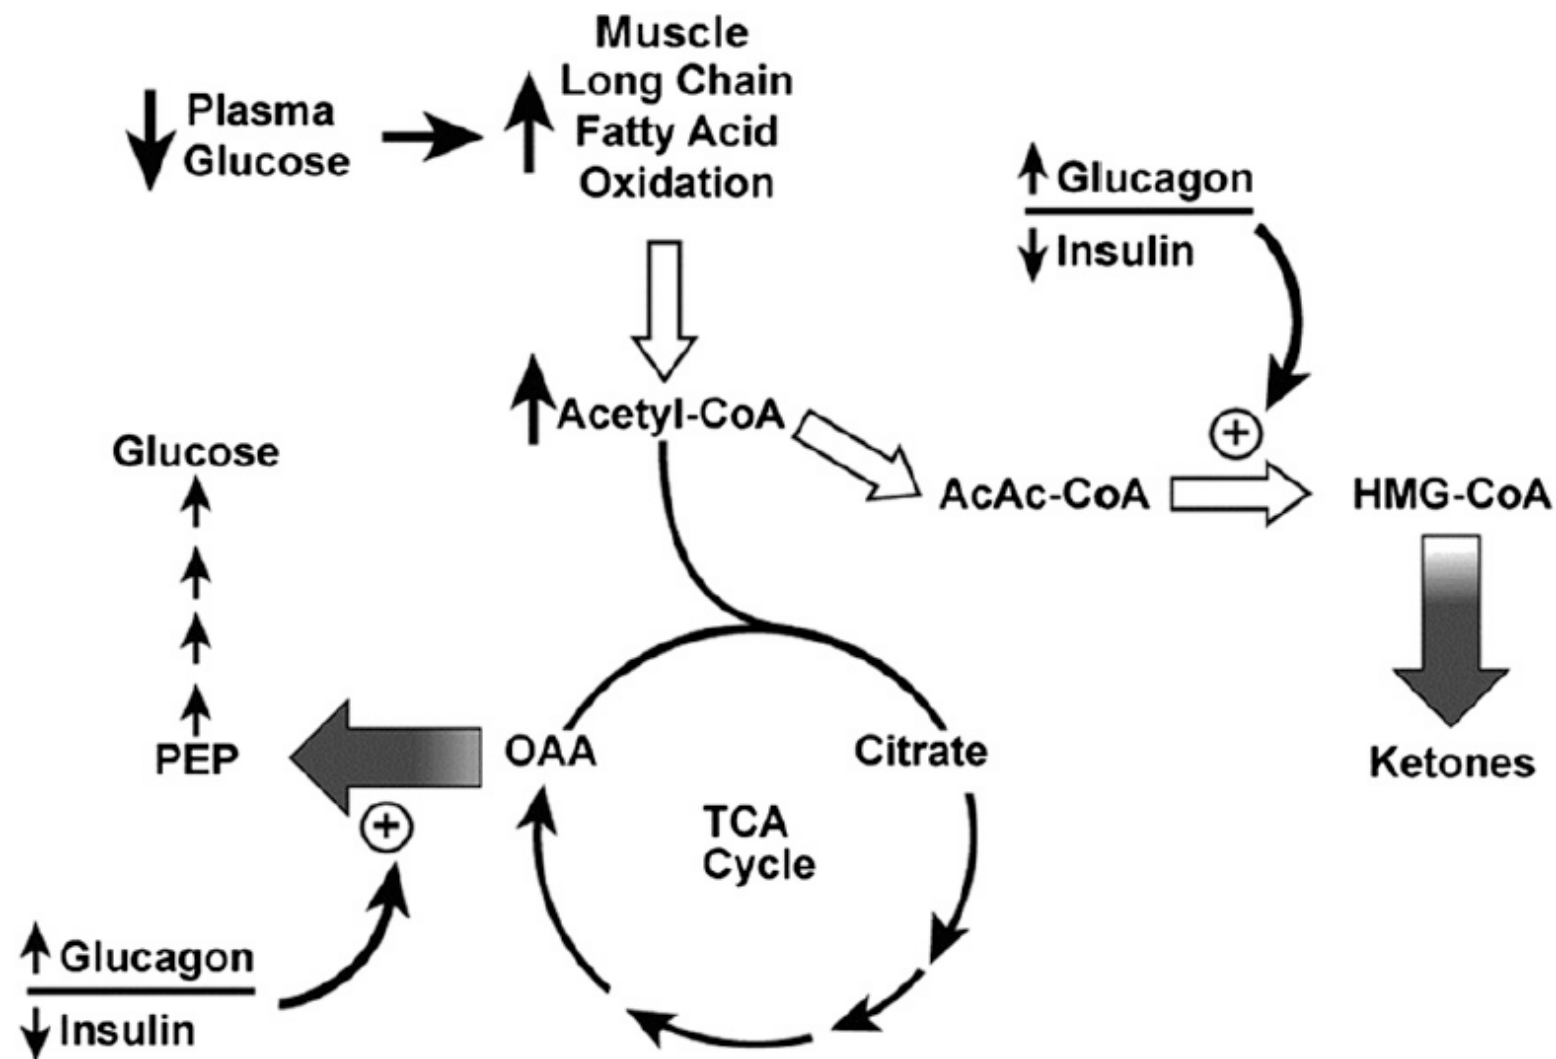 Muscle
Long Chain
Fatty Acid
Oxidation
Plasma
Glucose
Glucagon
Insulin
Acetyl-CoA
Glucose
AcAc-CoA
HMG-CoA
PEP
OAA
Citrate
Ketones
TCA
Cycle
Glucagon
Insulin